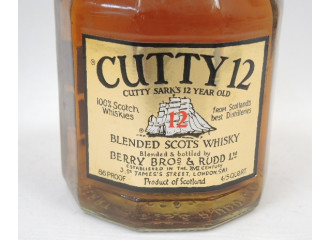 CUTTY 12
CUTTY SARK'S 12 YEAR OLD
100% Scotch
Whiskies
from Scotland's
best Distilleries
12
BLENDED SCOTS WHISKY
Blended & bottled by
BERRY BROS & RUDD LTD
ESTABLISHED IN THE XVII CENTURY
3, ST JAMES'S STREET, LONDON, SW1
86 PROOF
Product of Scotland
4/5 QUART